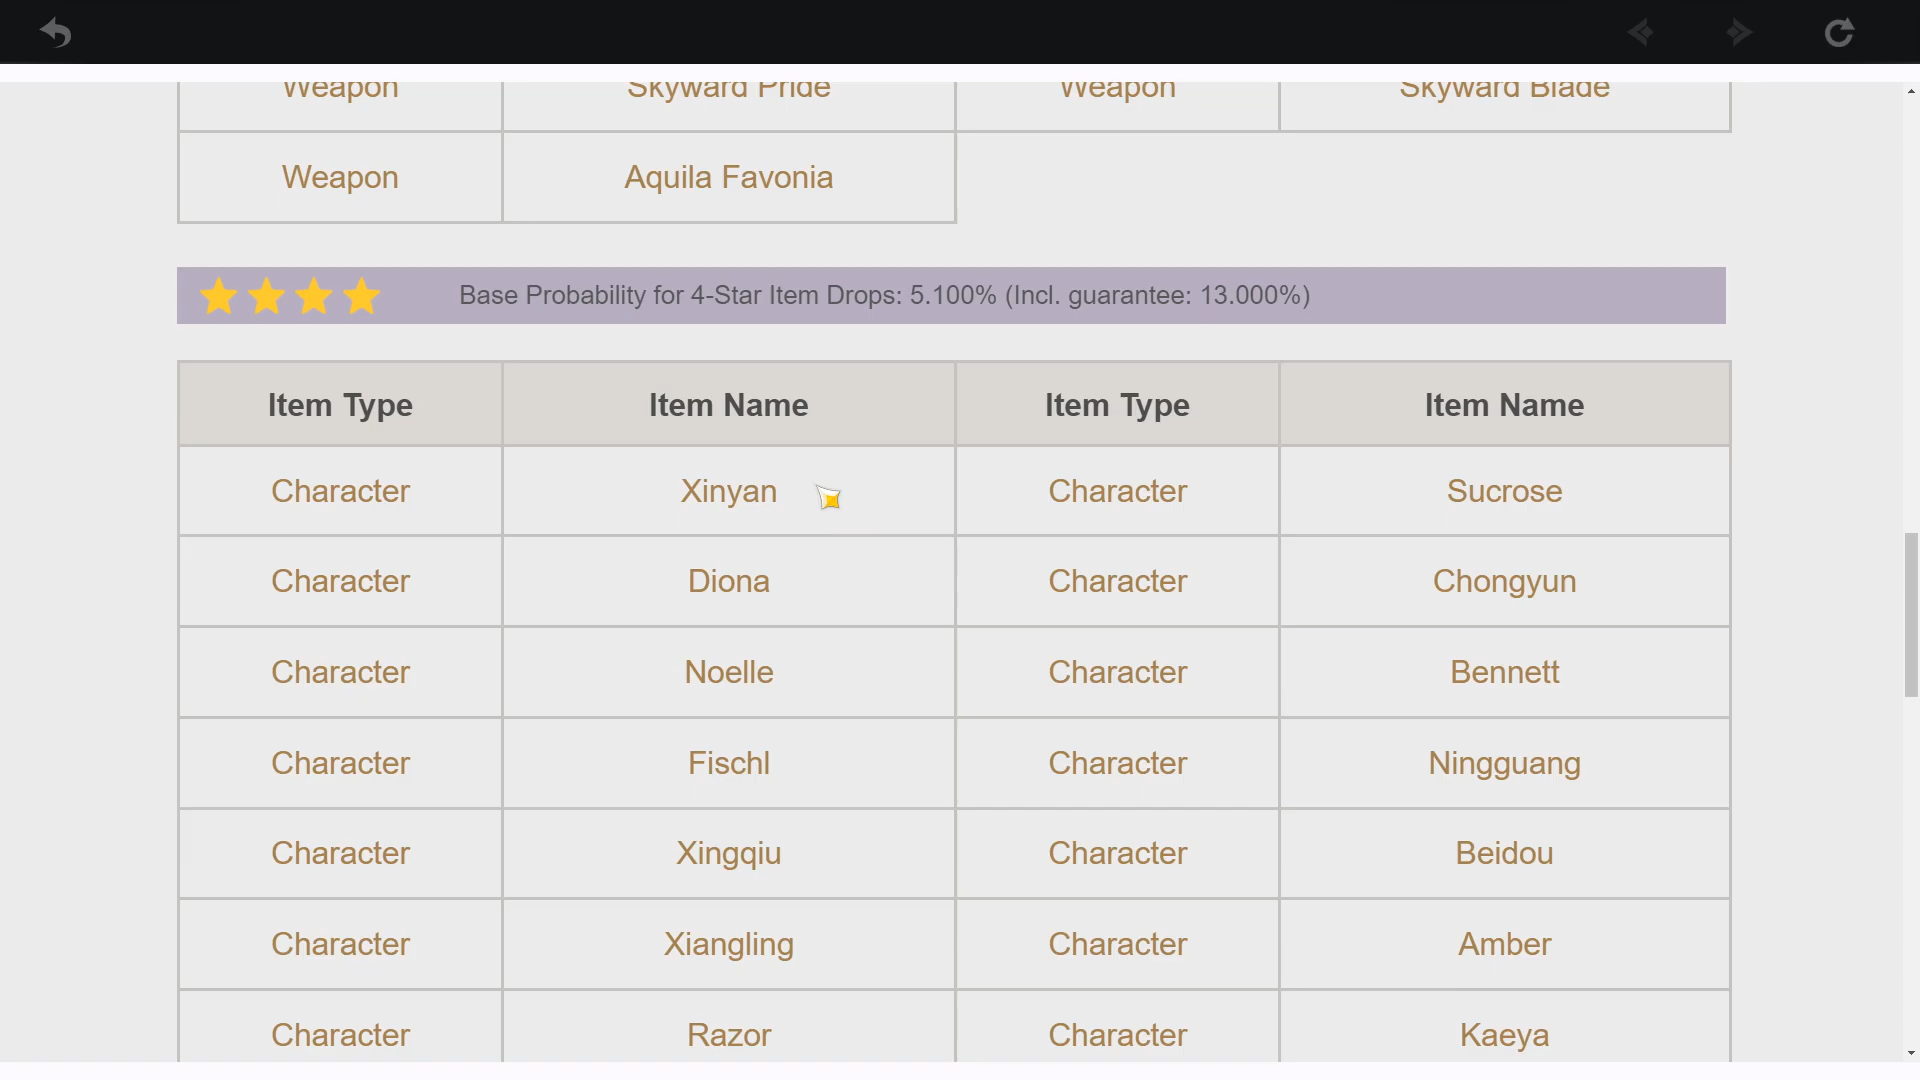 Weapon Skyward Pride Weapon Skyward Blade
Weapon Aquila Favonia
Base Probability for 4-Star Item Drops: 5.100% (Incl. guarantee: 13.000%)
Item Type Item Name Item Type Item Name
Character Xinyan Character Sucrose
Character Diona Character Chongyun
Character Noelle Character Bennett
Character Fischl Character Ningguang
Character Xingqiu Character Beidou
Character Xiangling Character Amber
Character Razor Character Kaeya